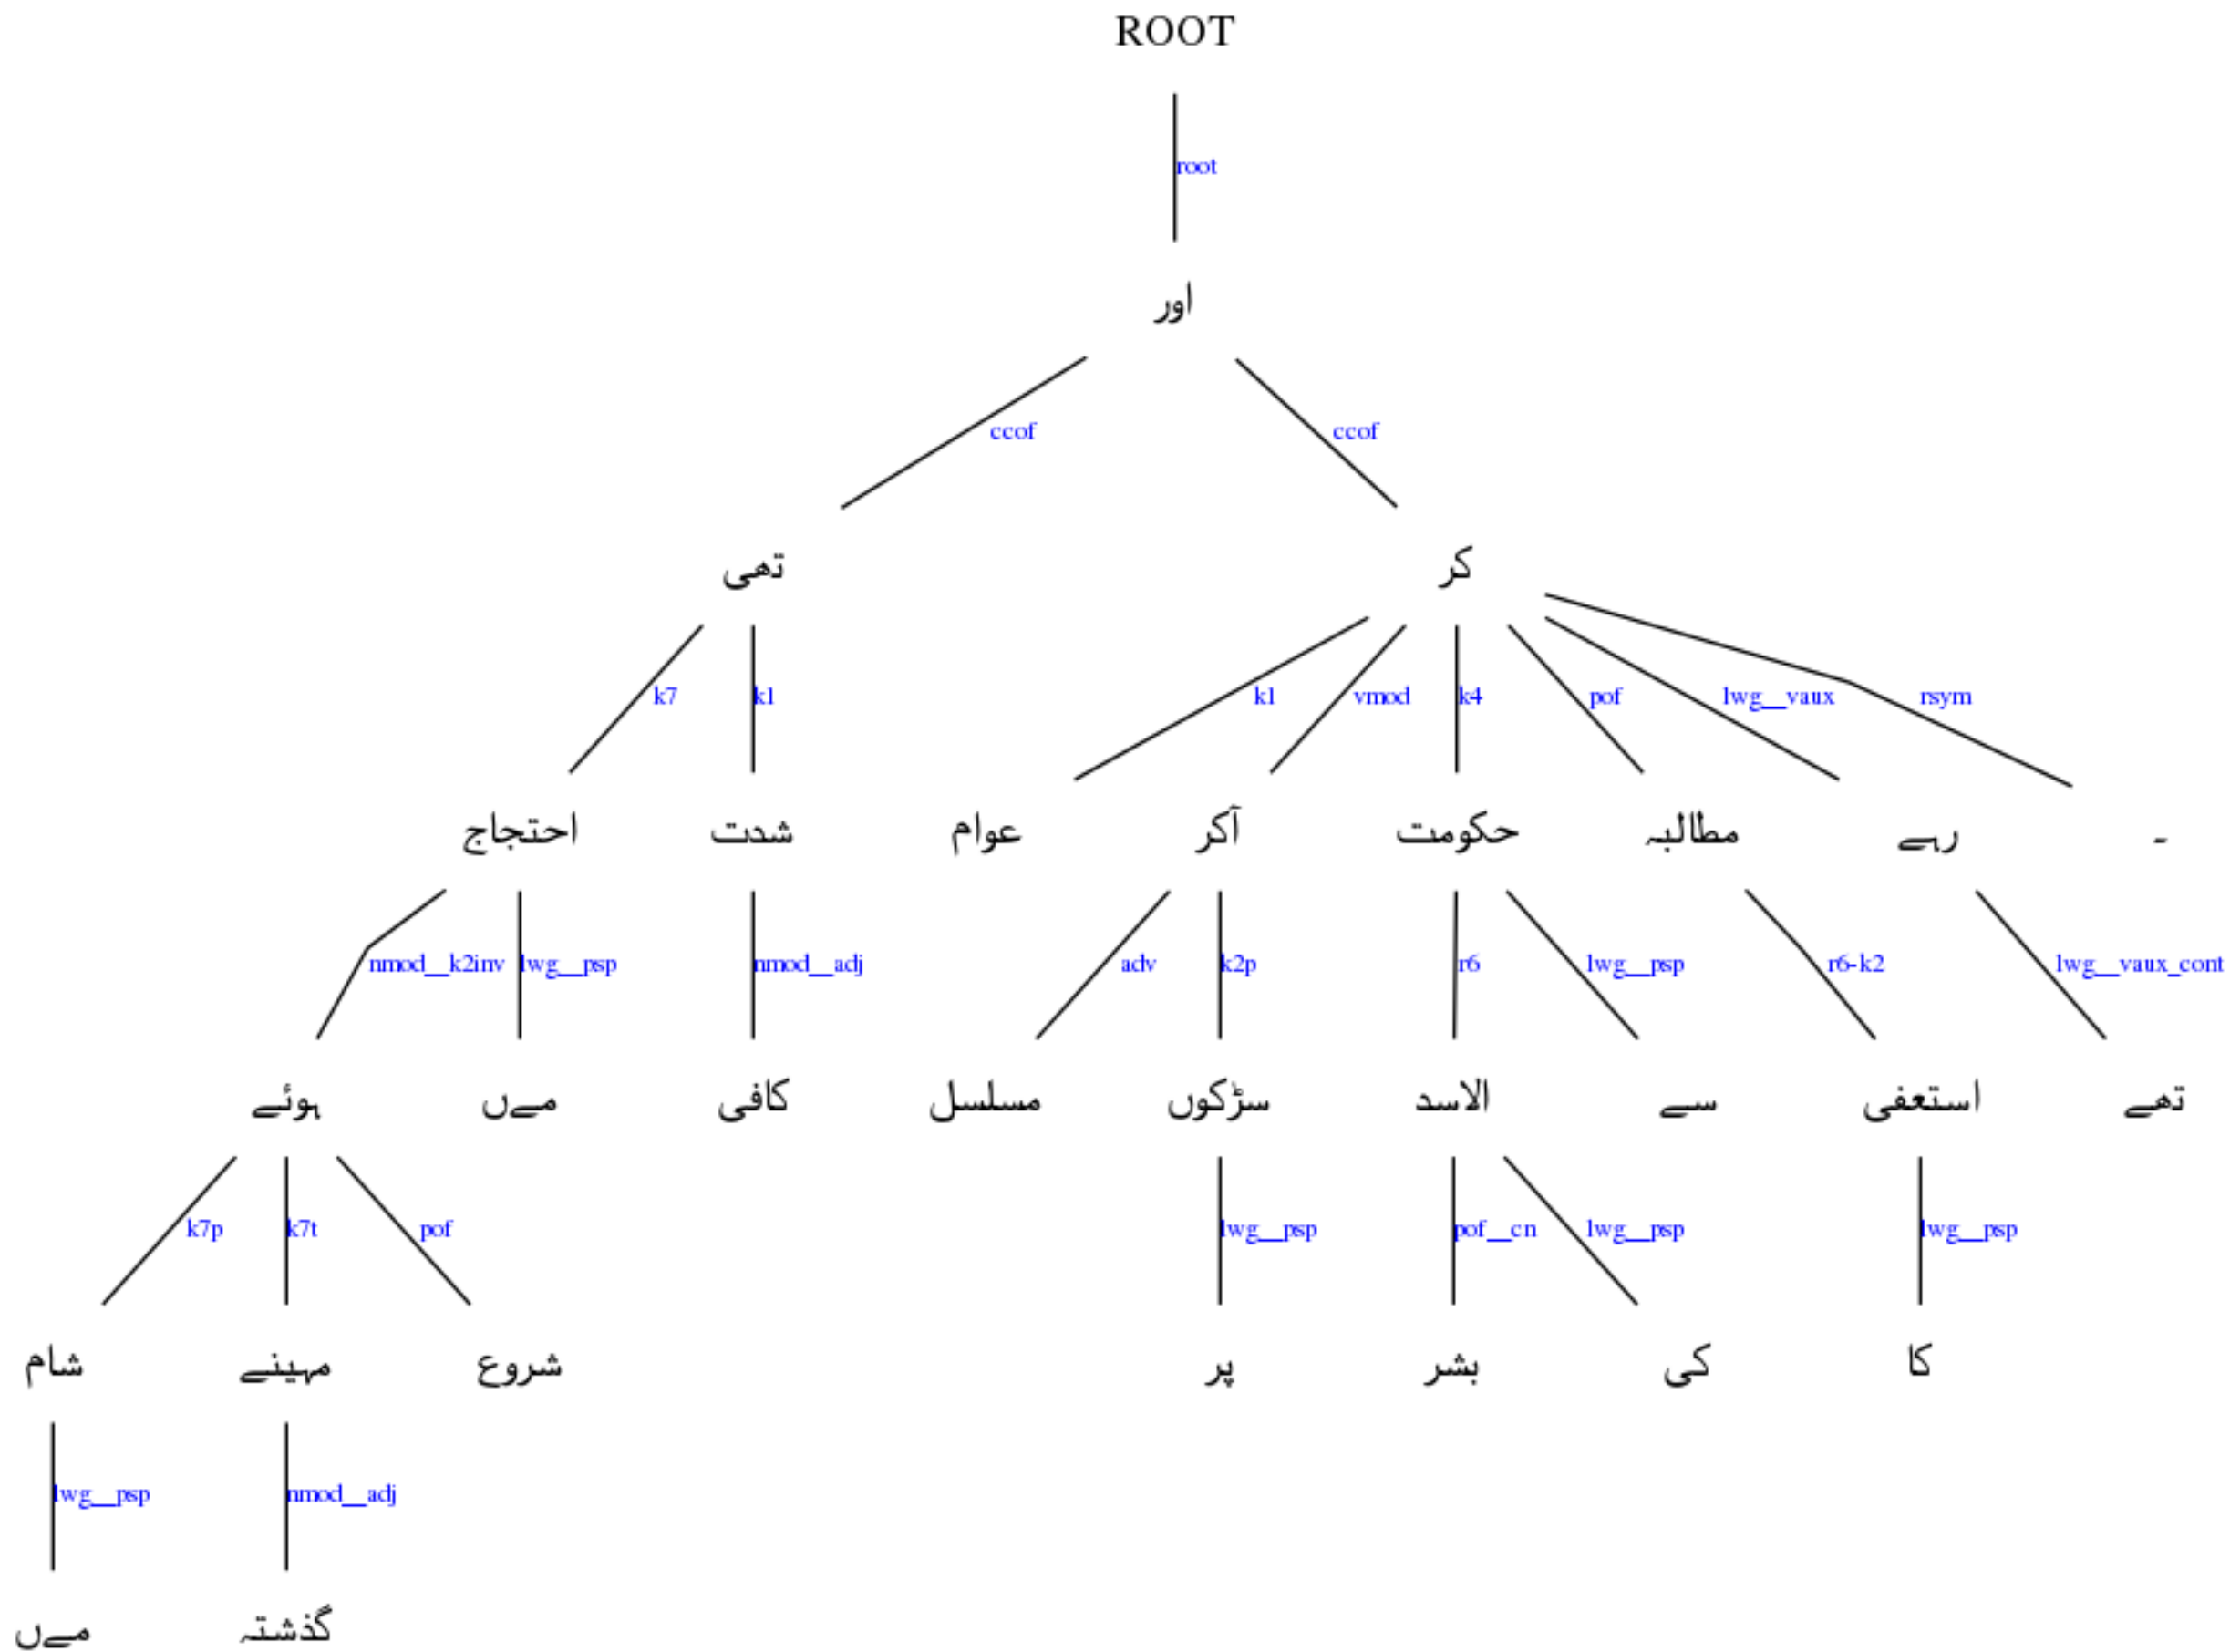 ROOT
root
اور
ccof ccof
تھی کر
k7 k1 k1 vmod k4 pof lwg__vaux rsym
احتجاج شدت عوام آکر حکومت مطالبہ رہے ۔
nmod__k2inv lwg__psp nmod__adj adv k2p r6 lwg__psp r6-k2 lwg__vaux_cont
ہوئے مےں کافی مسلسل سڑکوں الاسد سے استعفی تھے
k7p k7t pof lwg__psp pof__cn lwg__psp lwg__psp
شام مہینے شروع پر بشر کی کا
lwg__psp nmod__adj
مےں گذشتہ